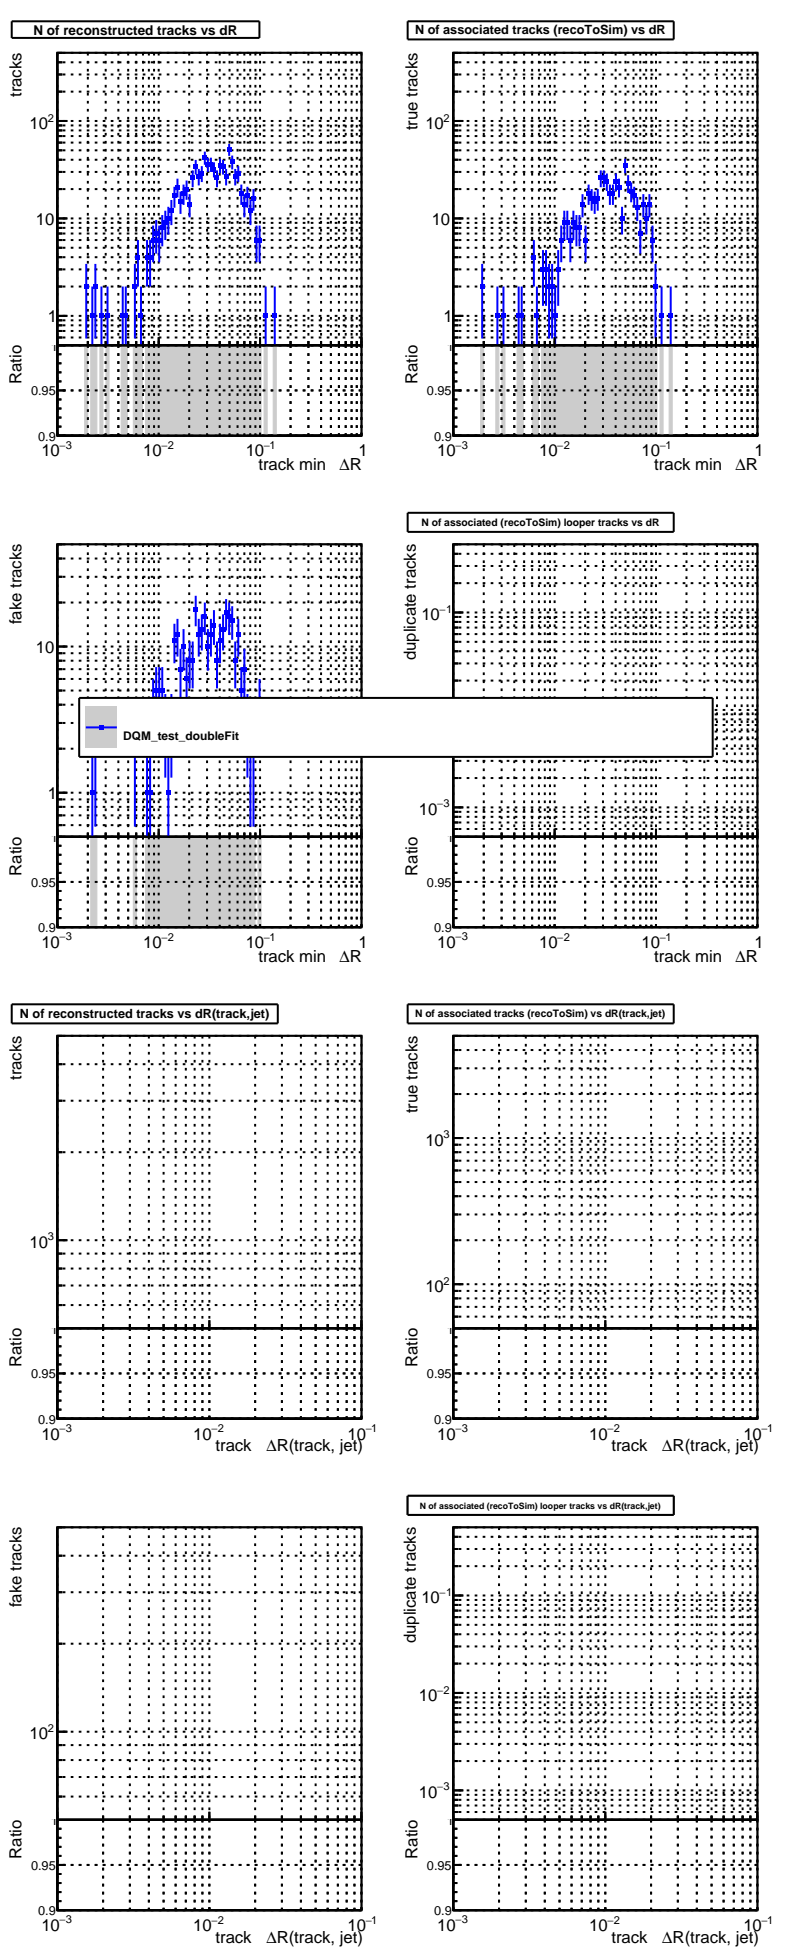 N of reconstructed tracks vs dR
N of associated tracks (recoToSim) vs dR
tracks
10²
10
1
Ratio
0.95
0.9
10⁻³ 10⁻² 10⁻¹ 1
track min ΔR
true tracks
10²
10
1
Ratio
0.95
0.9
10⁻³ 10⁻² 10⁻¹ 1
track min ΔR
N of associated (recoToSim) looper tracks vs dR
fake tracks
10
1
Ratio
0.95
0.9
10⁻³ 10⁻² 10⁻¹ 1
track min ΔR
duplicate tracks
10⁻¹
10⁻³
Ratio
0.95
0.9
10⁻³ 10⁻² 10⁻¹ 1
track min ΔR
DQM_test_doubleFit
N of reconstructed tracks vs dR(track,jet)
N of associated tracks (recoToSim) vs dR(track,jet)
tracks
10³
Ratio
0.95
0.9
10⁻³ 10⁻² 10⁻¹
track ΔR(track, jet)
true tracks
10³
10²
Ratio
0.95
0.9
10⁻³ 10⁻² 10⁻¹
track ΔR(track, jet)
N of associated (recoToSim) looper tracks vs dR(track,jet)
fake tracks
10²
Ratio
0.95
0.9
10⁻³ 10⁻² 10⁻¹
track ΔR(track, jet)
duplicate tracks
10⁻¹
10⁻²
10⁻³
Ratio
0.95
0.9
10⁻³ 10⁻² 10⁻¹
track ΔR(track, jet)